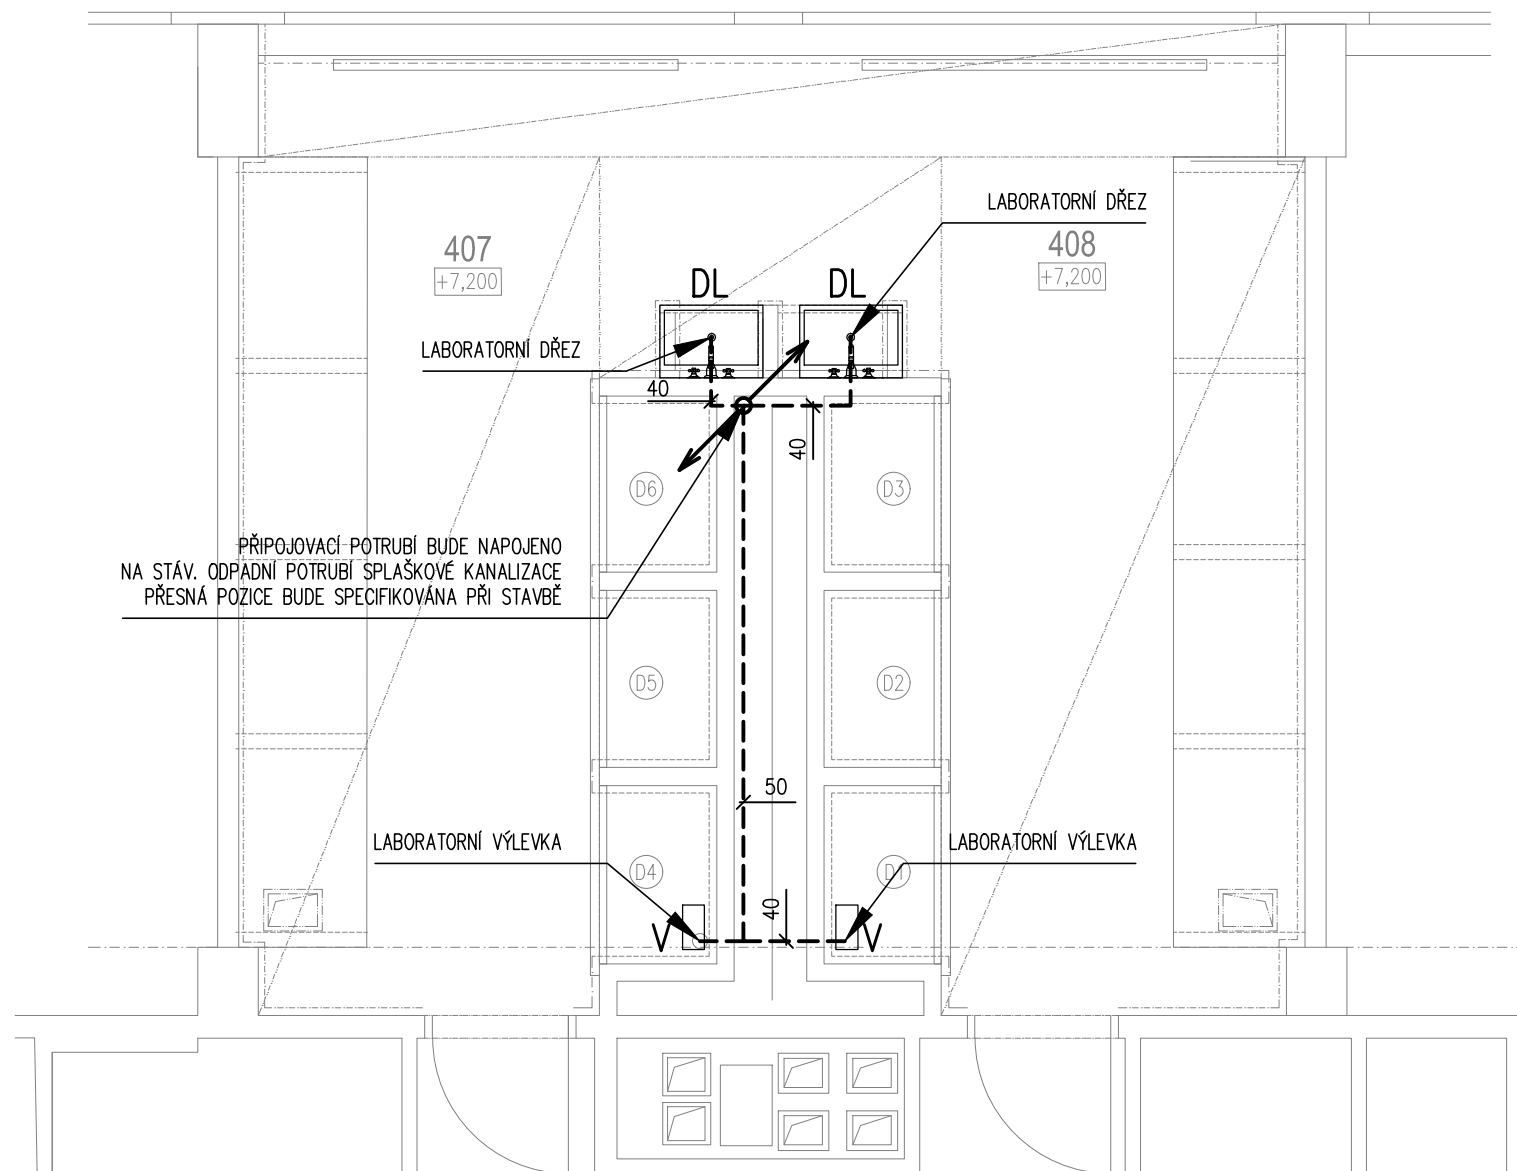 LABORATORNÍ DŘEZ
407
+7,200
408
+7,200
DL
DL
LABORATORNÍ DŘEZ
40
40
D6
D3
PŘIPOJOVACÍ POTRUBÍ BUDE NAPOJENO
NA STÁV. ODPADNÍ POTRUBÍ SPLAŠKOVÉ KANALIZACE
PŘESNÁ POZICE BUDE SPECIFIKOVÁNA PŘI STAVBĚ
D5
D2
50
LABORATORNÍ VÝLEVKA
LABORATORNÍ VÝLEVKA
D4
D1
40
V
V